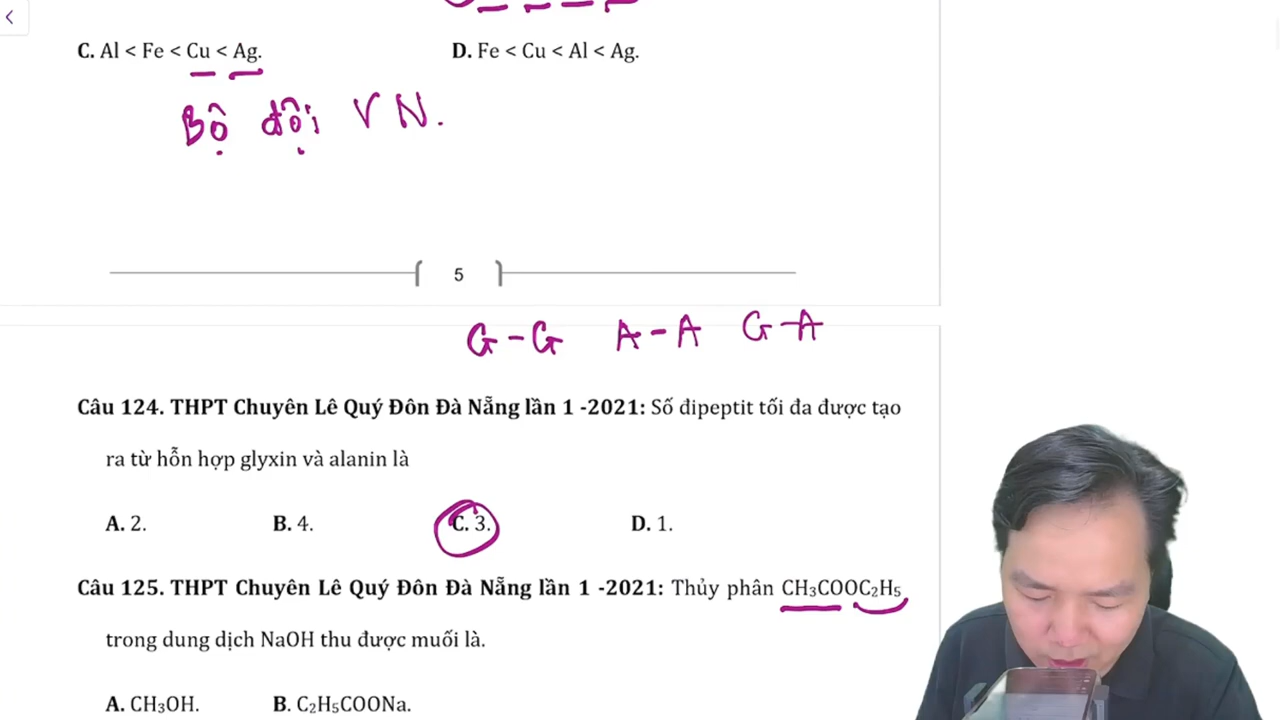 C. Al < Fe < Cu < Ag. D. Fe < Cu < Al < Ag.
Bộ đội VN.
5
G-G A-A G-A
Câu 124. THPT Chuyên Lê Quý Đôn Đà Nẵng lần 1 -2021: Số đipeptit tối đa được tạo
ra từ hỗn hợp glyxin và alanin là
A. 2. B. 4. C. 3. D. 1.
Câu 125. THPT Chuyên Lê Quý Đôn Đà Nẵng lần 1 -2021: Thủy phân CH₃COOC₂H₅
trong dung dịch NaOH thu được muối là.
A. CH₃OH. B. C₂H₅COONa.